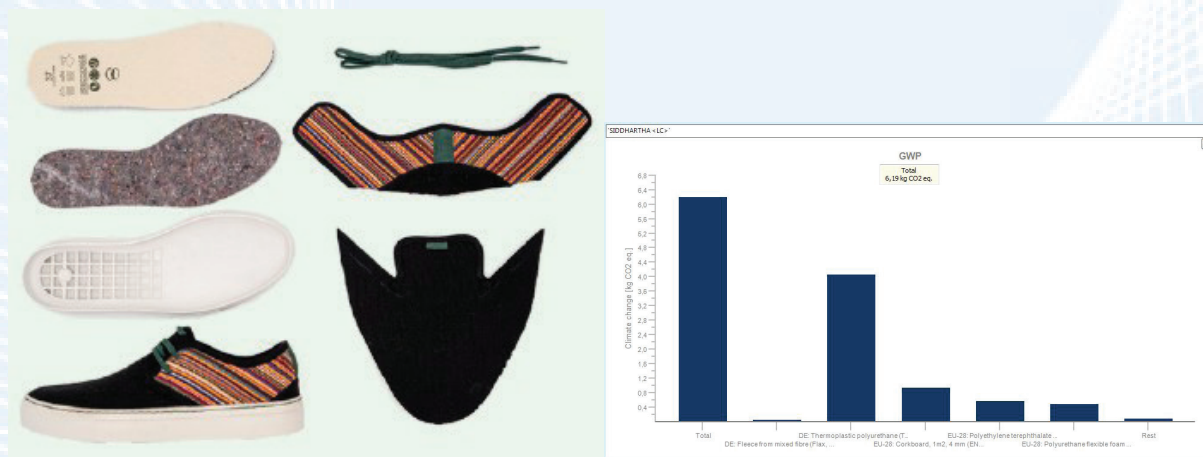 37
'SIDDHARTHA <LC>'
GWP
Total
6,19 kg CO2 eq.
Climate change [kg CO2 eq.]
6,8
6,4
6,0
5,6
5,2
4,8
4,4
4,0
3,6
3,2
2,8
2,4
2,0
1,6
1,2
0,8
0,4
Total
DE: Fleece from mixed fibre (Flax, ...
DE: Thermoplastic polyurethane (T...
EU-28: Corkboard, 1m2, 4 mm (EN...
EU-28: Polyethylene terephthalate ...
EU-28: Polyurethane flexible foam ...
Rest